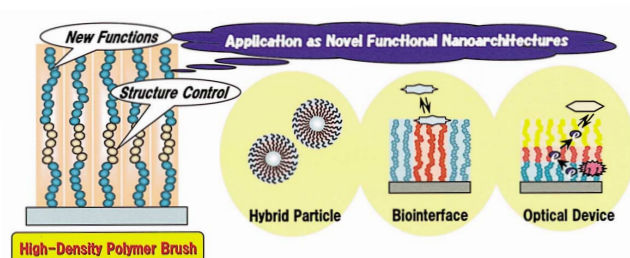 New Functions
Application as Novel Functional Nanoarchitectures
Structure Control
Hybrid Particle
Biointerface
Optical Device
High-Density Polymer Brush